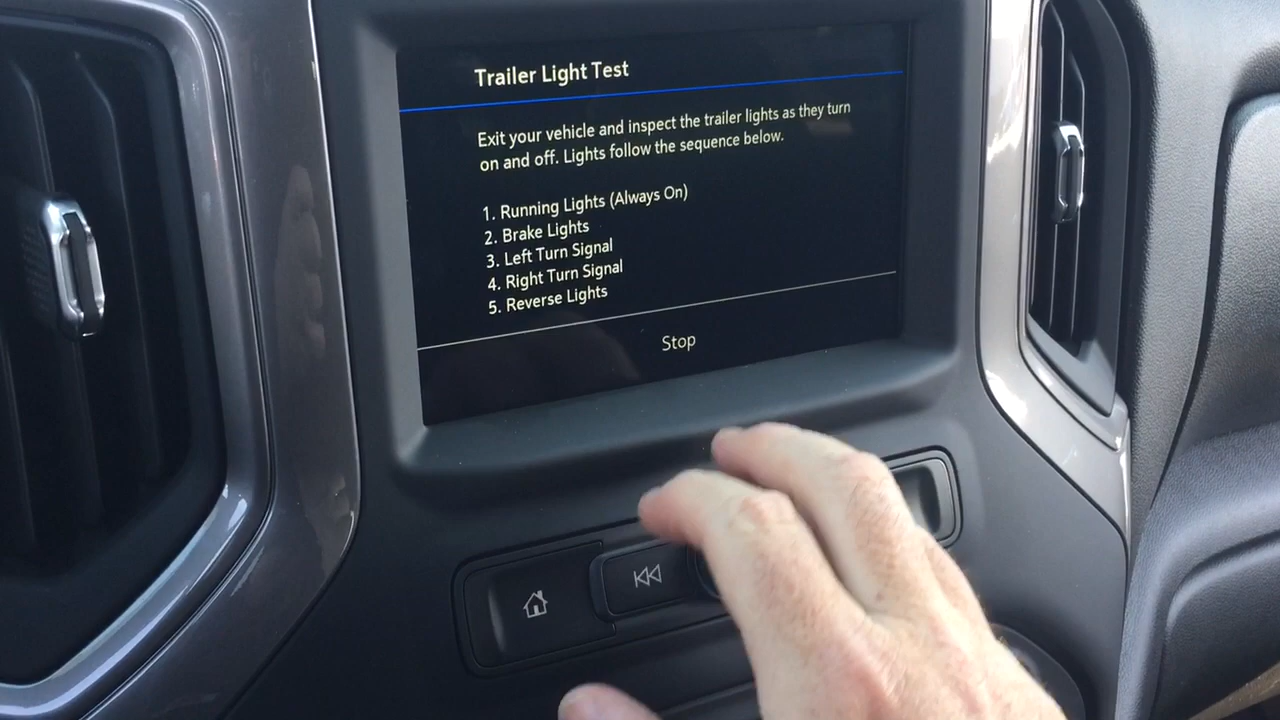 Trailer Light Test
Exit your vehicle and inspect the trailer lights as they turn
on and off. Lights follow the sequence below.
1. Running Lights (Always On)
2. Brake Lights
3. Left Turn Signal
4. Right Turn Signal
5. Reverse Lights
Stop